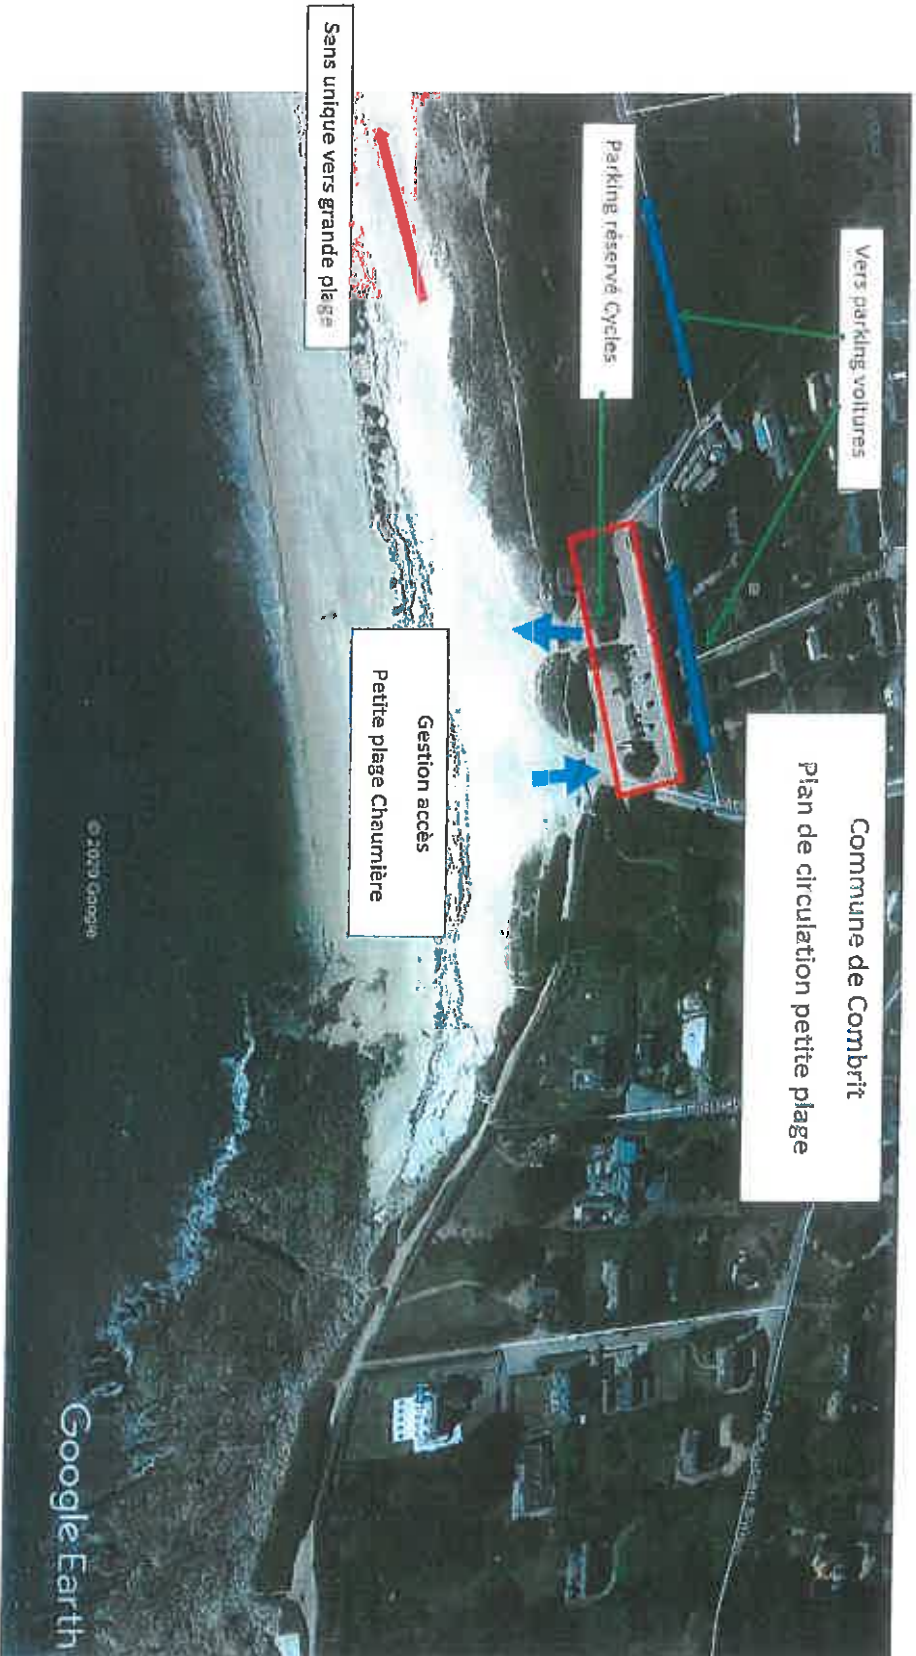 Commune de Combrit
Plan de circulation petite plage
Vers parking voitures
Parking réservé Cycles
Gestion accès
Petite plage Chaumière
Sans unique vers grande plage
© 2020 Google
Google Earth